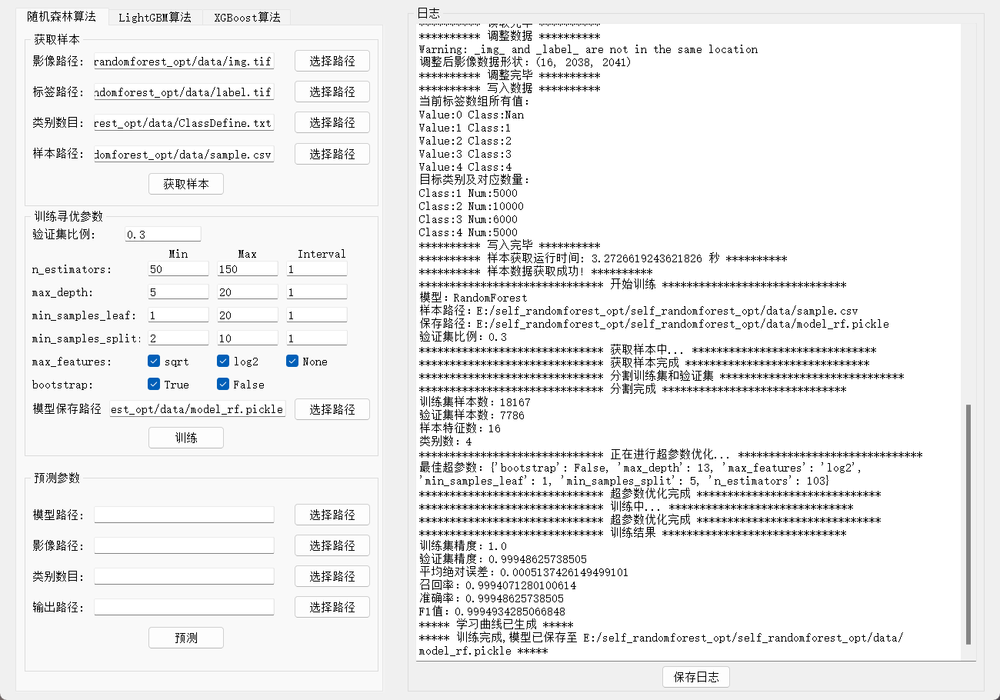 随机森林算法
LightGBM算法
XGBoost算法
获取样本
影像路径: randomforest_opt/data/img.tif 选择路径
标签路径: ndomforest_opt/data/label.tif 选择路径
类别数目: rest_opt/data/ClassDefine.txt 选择路径
样本路径: domforest_opt/data/sample.csv 选择路径
获取样本
训练寻优参数
验证集比例: 0.3
Min Max Interval
n_estimators: 50 150 1
max_depth: 5 20 1
min_samples_leaf: 1 20 1
min_samples_split: 2 10 1
max_features: sqrt log2 None
bootstrap: True False
模型保存路径 est_opt/data/model_rf.pickle 选择路径
训练
预测参数
模型路径: 选择路径
影像路径: 选择路径
类别数目: 选择路径
输出路径: 选择路径
预测
日志
********** 读取完毕 **********
********** 调整数据 **********
Warning: _img_ and _label_ are not in the same location
调整后影像数据形状: (16, 2038, 2041)
********** 调整完毕 **********
********** 写入数据 **********
当前标签数组所有值:
Value:0 Class:Nan
Value:1 Class:1
Value:2 Class:2
Value:3 Class:3
Value:4 Class:4
目标类别及对应数量:
Class:1 Num:5000
Class:2 Num:10000
Class:3 Num:6000
Class:4 Num:5000
********** 写入完毕 **********
********** 样本获取运行时间: 3.2726619243621826 秒 **********
********** 样本数据获取成功! **********
****************************** 开始训练 ******************************
模型: RandomForest
样本路径: E:/self_randomforest_opt/self_randomforest_opt/data/sample.csv
保存路径: E:/self_randomforest_opt/self_randomforest_opt/data/model_rf.pickle
验证集比例: 0.3
****************************** 获取样本中... ******************************
****************************** 获取样本完成 ******************************
****************************** 分割训练集和验证集 ******************************
****************************** 分割完成 ******************************
训练集样本数: 18167
验证集样本数: 7786
样本特征数: 16
类别数: 4
****************************** 正在进行超参数优化... ******************************
最佳超参数: {'bootstrap': False, 'max_depth': 13, 'max_features': 'log2',
'min_samples_leaf': 1, 'min_samples_split': 5, 'n_estimators': 103}
****************************** 超参数优化完成 ******************************
****************************** 训练中... ******************************
****************************** 超参数优化完成 ******************************
****************************** 训练结果 ******************************
训练集精度: 1.0
验证集精度: 0.99948625738505
平均绝对误差: 0.0005137426149499101
召回率: 0.9994071280100614
准确率: 0.99948625738505
F1值: 0.9994934285066848
***** 学习曲线已生成 *****
***** 训练完成,模型已保存至 E:/self_randomforest_opt/self_randomforest_opt/data/
model_rf.pickle *****
保存日志